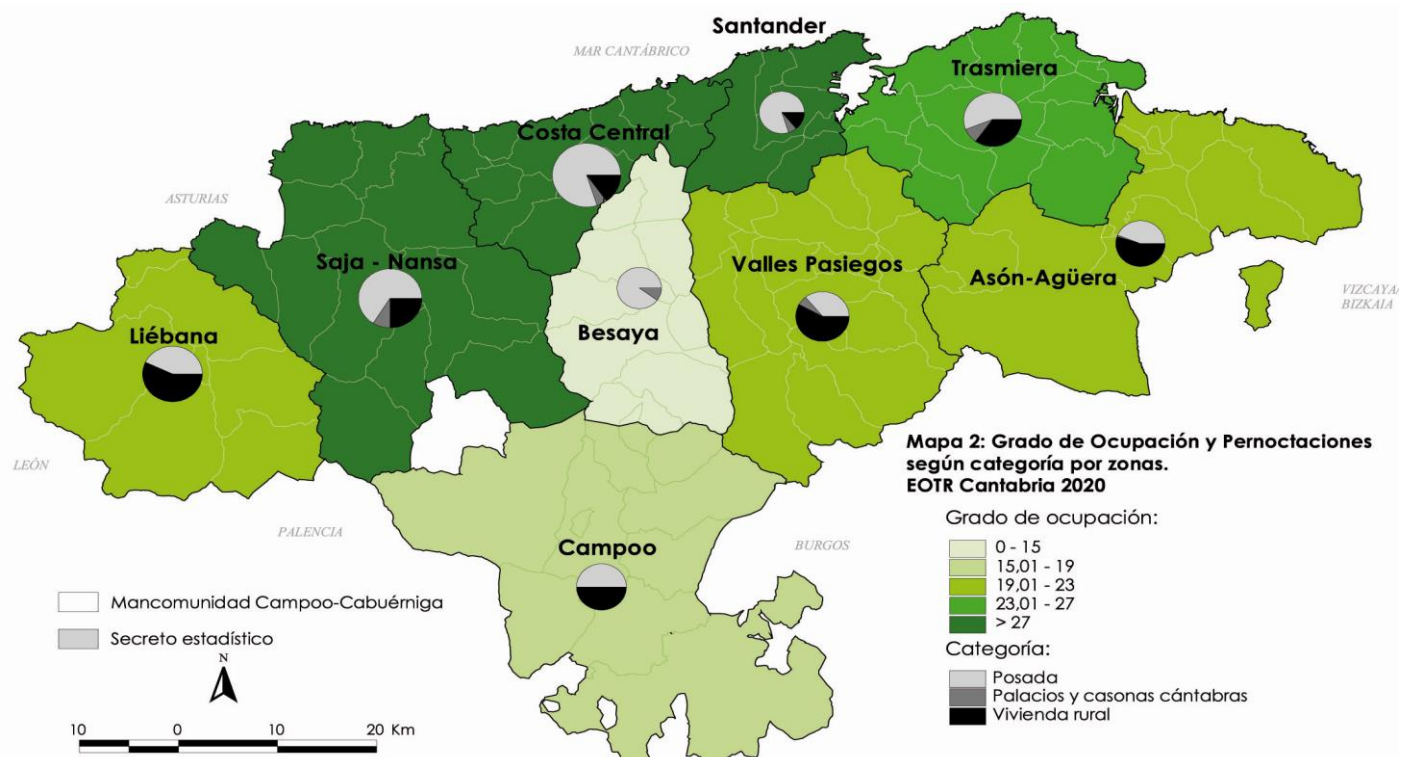 Santander
MAR CANTÁBRICO
Trasmiera
Costa Central
ASTURIAS
Saja - Nansa
Valles Pasiegos
Asón-Agüera
VIZCAYA/
BIZKAIA
Liébana
Besaya
LEÓN
PALENCIA
Campoo
BURGOS
Mapa 2: Grado de Ocupación y Pernoctaciones
según categoría por zonas.
EOTR Cantabria 2020
Grado de ocupación:
0 - 15
15,01 - 19
19,01 - 23
23,01 - 27
> 27
Categoría:
Posada
Palacios y casonas cántabras
Vivienda rural
Mancomunidad Campoo-Cabuérniga
Secreto estadístico
N
10 0 10 20 Km